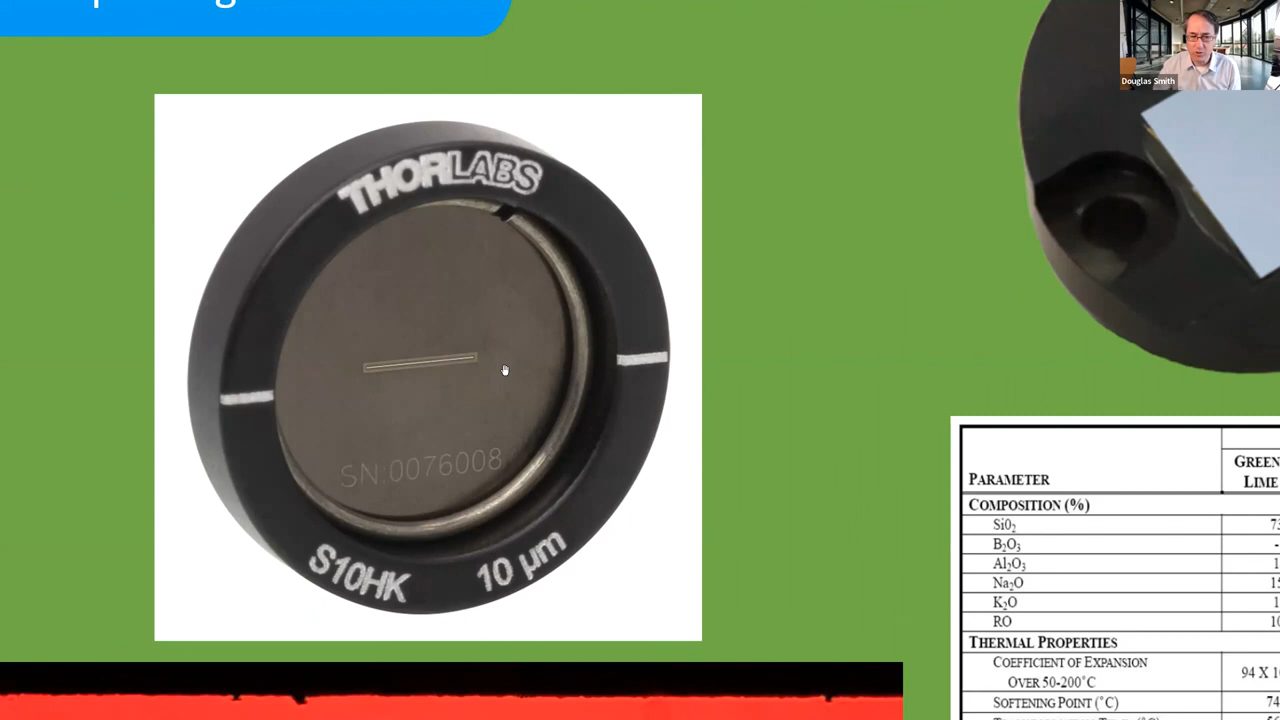 Douglas Smith
THORLABS
SN:0076008
S10HK 10 µm
GREEN
PARAMETER
LIME
COMPOSITION (%)
SiO₂
B₂O₃
Al₂O₃
Na₂O
K₂O
RO
THERMAL PROPERTIES
COEFFICIENT OF EXPANSION
OVER 50-200°C
94 X
SOFTENING POINT (°C)